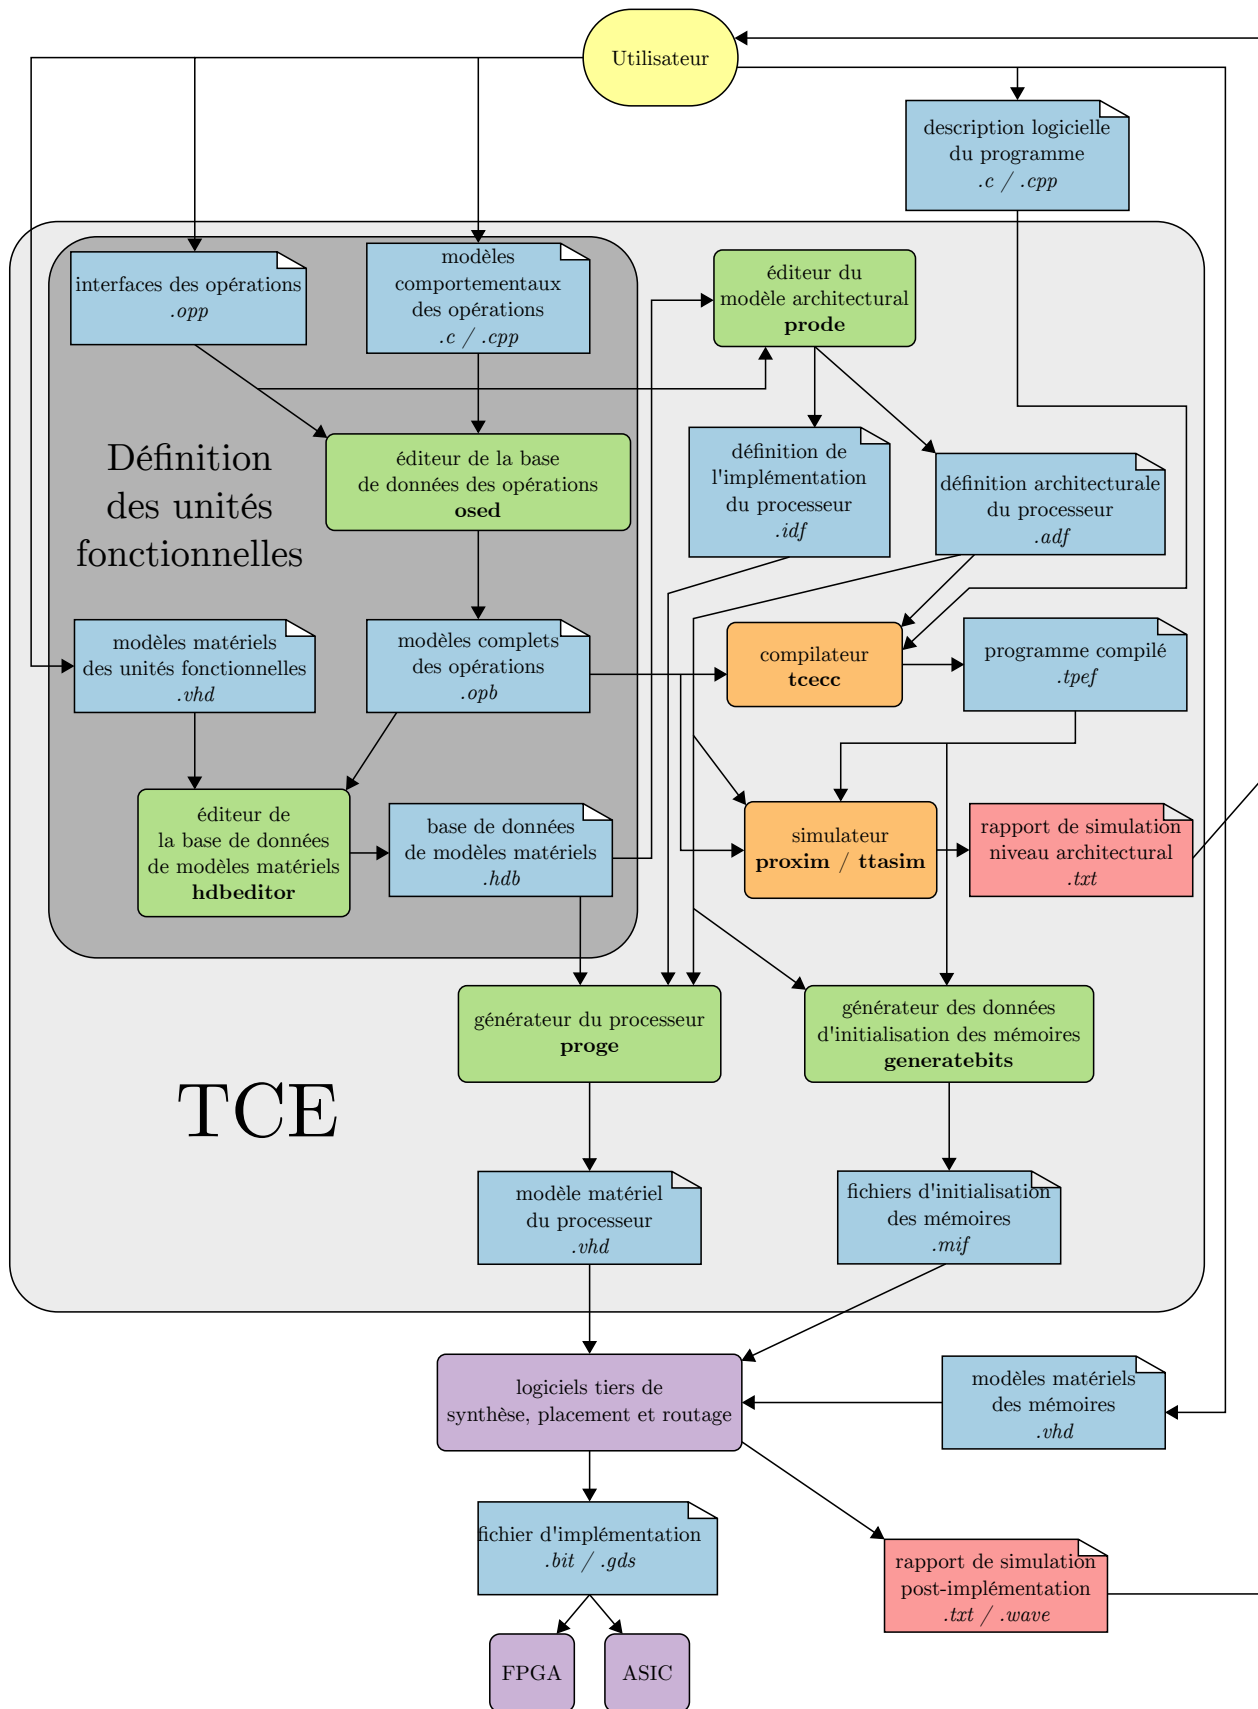 Utilisateur
description logicielle
du programme
.c / .cpp
interfaces des opérations
.opp
modèles
comportementaux
des opérations
.c / .cpp
éditeur du
modèle architectural
prode
Définition
des unités
fonctionnelles
éditeur de la base
de données des opérations
osed
définition de
l'implémentation
du processeur
.idf
définition architecturale
du processeur
.adf
modèles matériels
des unités fonctionnelles
.vhd
modèles complets
des opérations
.opb
compilateur
tcecc
programme compilé
.tpef
éditeur de
la base de données
de modèles matériels
hdbeditor
base de données
de modèles matériels
.hdb
simulateur
proxim / ttasim
rapport de simulation
niveau architectural
.txt
générateur du processeur
proge
générateur des données
d'initialisation des mémoires
generatebits
TCE
modèle matériel
du processeur
.vhd
fichiers d'initialisation
des mémoires
.mif
logiciels tiers de
synthèse, placement et routage
modèles matériels
des mémoires
.vhd
fichier d'implémentation
.bit / .gds
rapport de simulation
post-implémentation
.txt / .wave
FPGA
ASIC